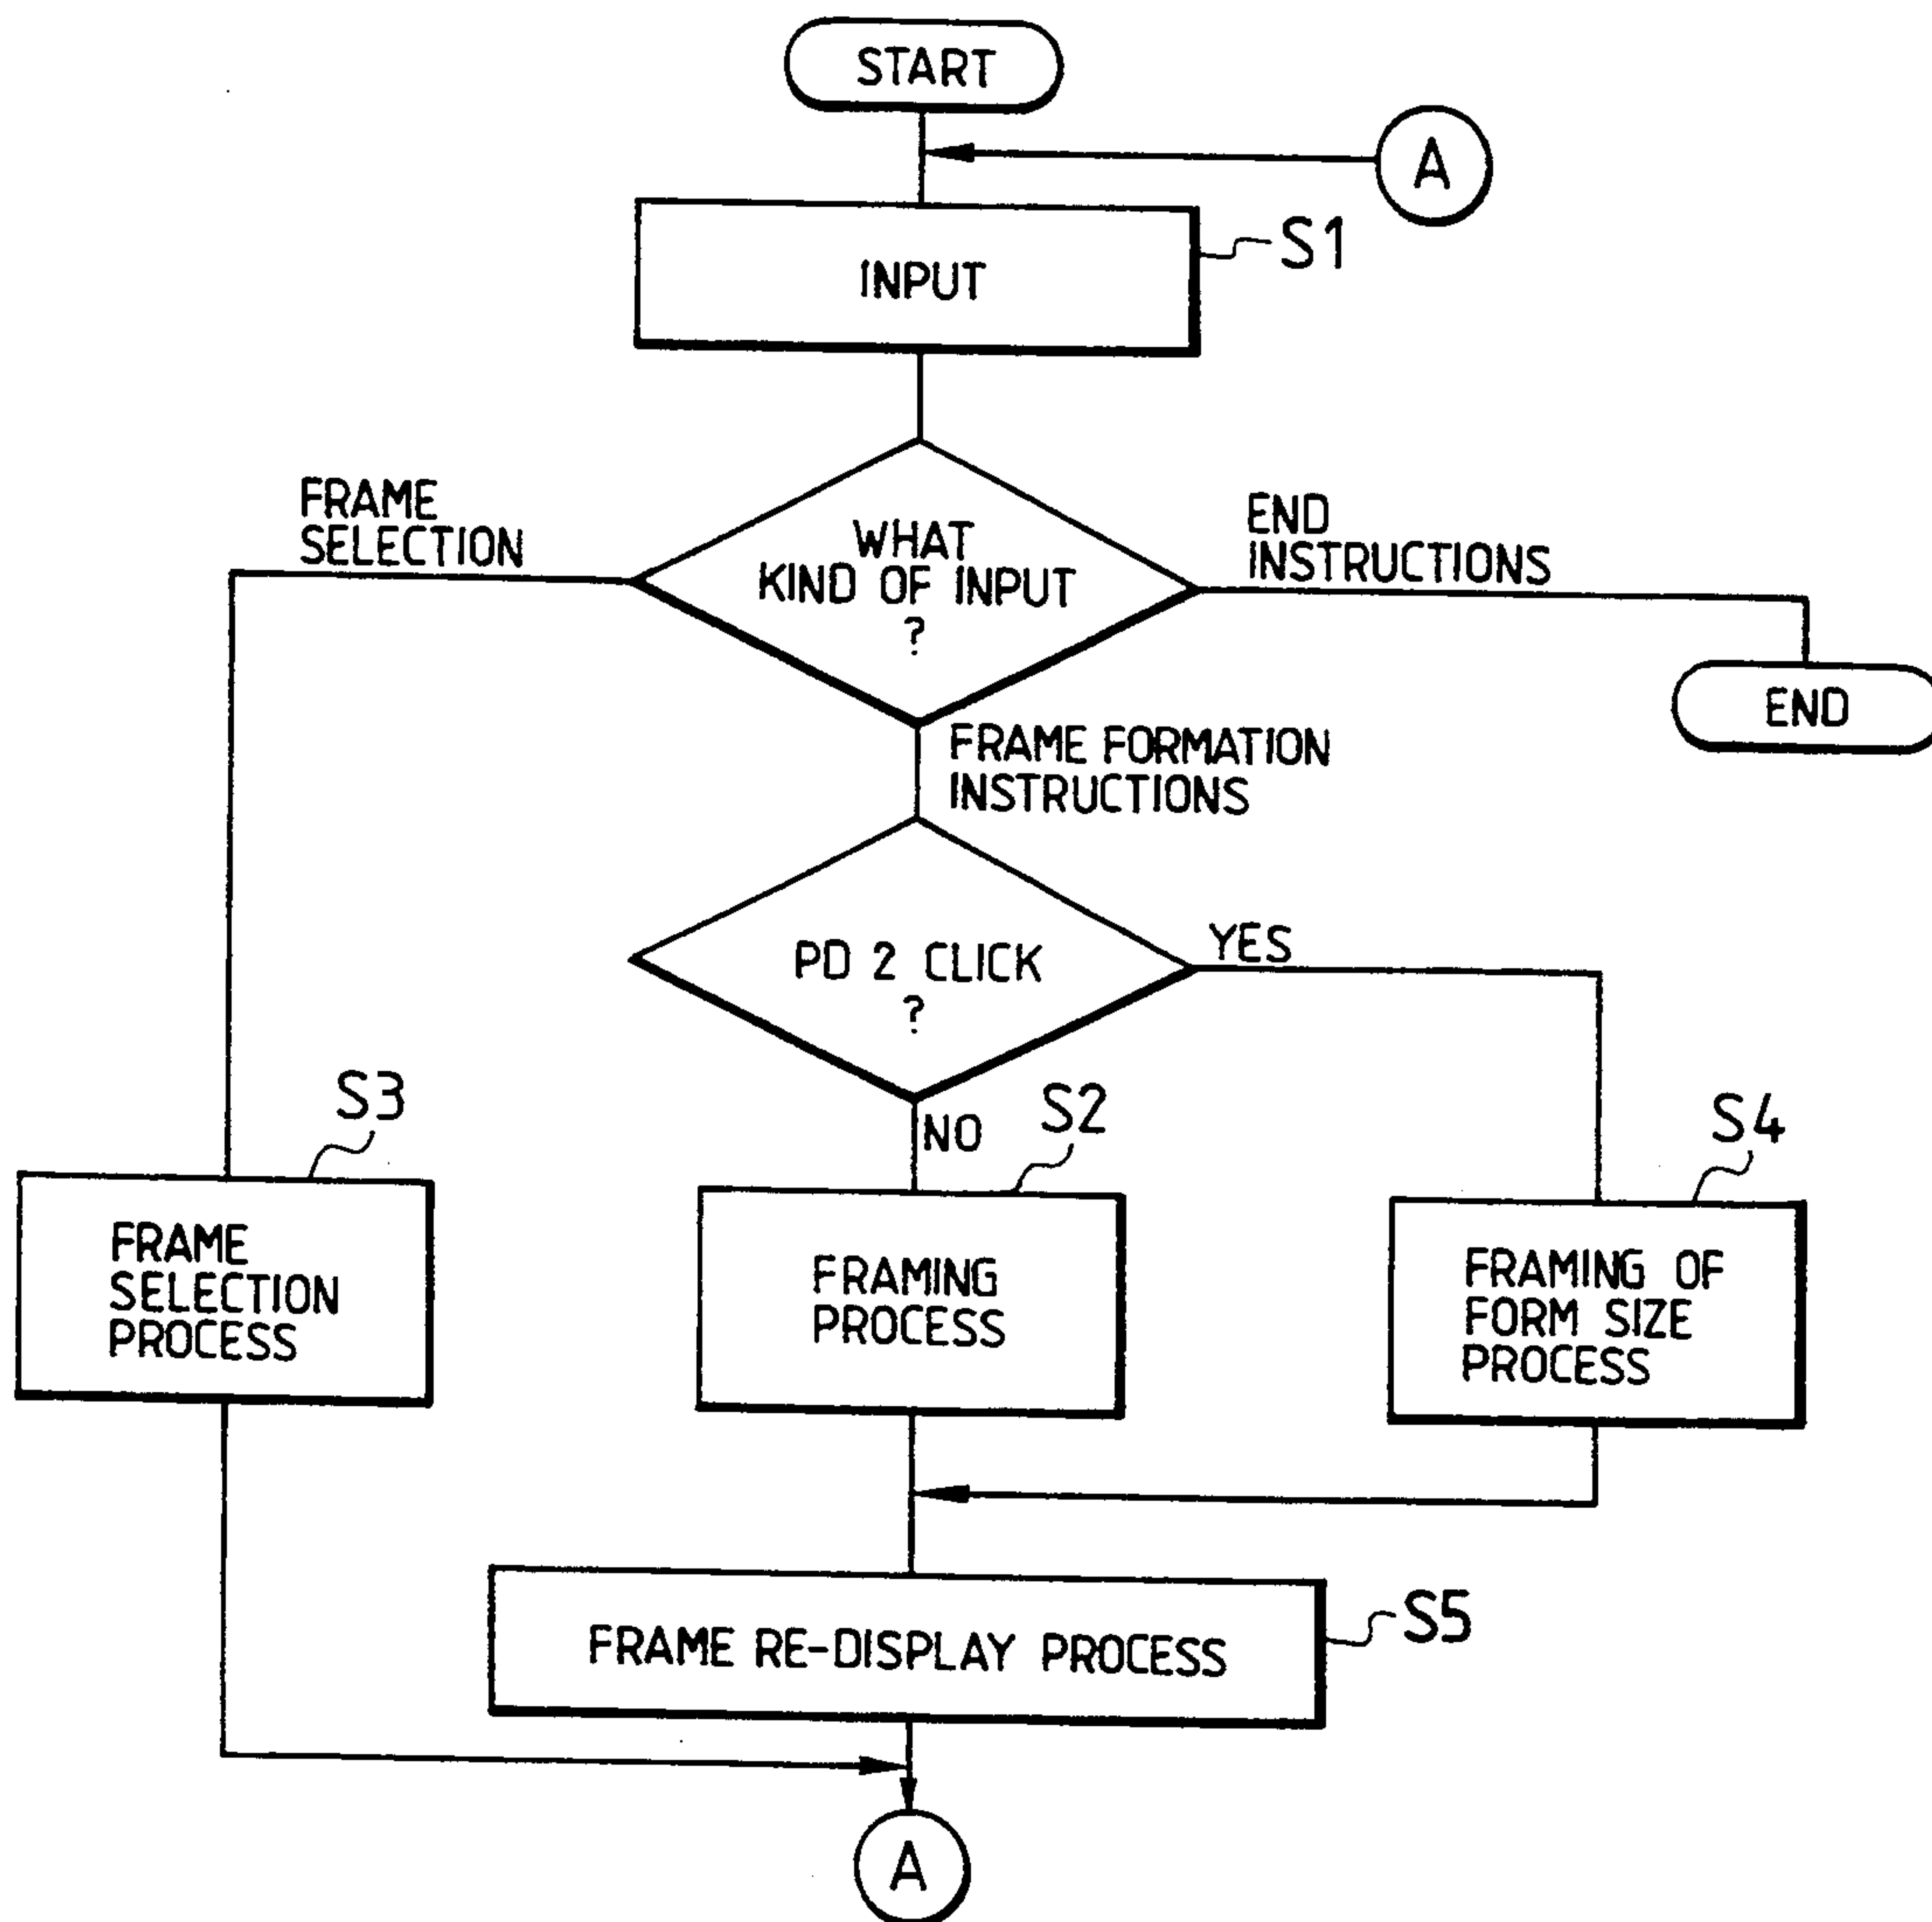 START
A
INPUT
S1
FRAME
SELECTION
WHAT
KIND OF INPUT
?
END
INSTRUCTIONS
END
FRAME FORMATION
INSTRUCTIONS
PD 2 CLICK
?
YES
NO
S3
S2
S4
FRAME
SELECTION
PROCESS
FRAMING
PROCESS
FRAMING OF
FORM SIZE
PROCESS
FRAME RE-DISPLAY PROCESS
S5
A